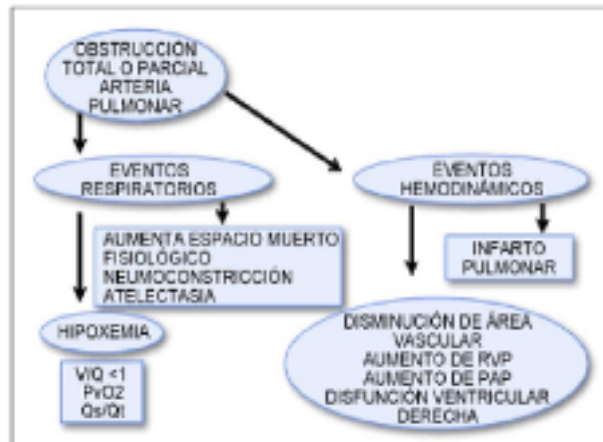 OBSTRUCCIÓN
TOTAL O PARCIAL
ARTERIA
PULMONAR
EVENTOS
RESPIRATORIOS
EVENTOS
HEMODINÁMICOS
AUMENTA ESPACIO MUERTO
FISIOLÓGICO
NEUMOCONSTRICCIÓN
ATELECTASIA
INFARTO
PULMONAR
HIPOXEMIA
V/Q <1
PvO2
Qs/Qt
DISMINUCIÓN DE ÁREA
VASCULAR
AUMENTO DE RVP
AUMENTO DE PAP
DISFUNCIÓN VENTRICULAR
DERECHA